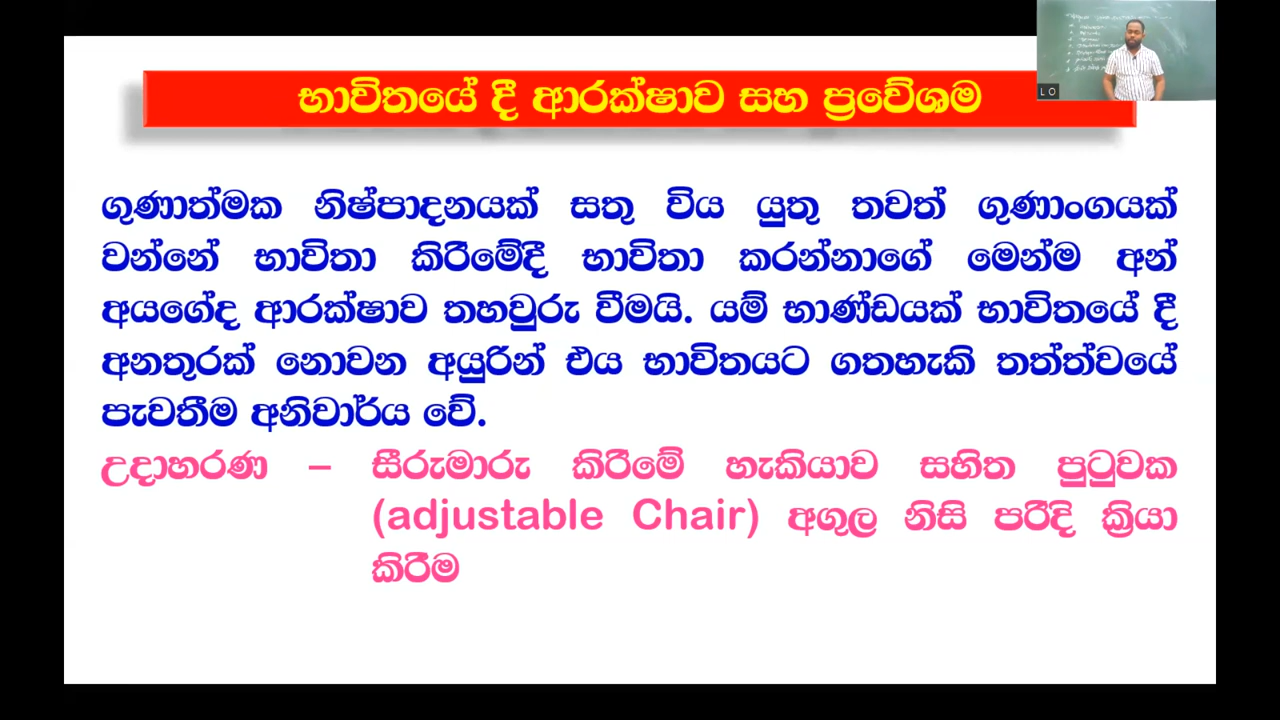 භාවිතයේ දී ආරක්ෂාව සහ ප්‍රවේශම
L O
ගුණාත්මක නිෂ්පාදනයක් සතු විය යුතු තවත් ගුණාංගයක්
වන්නේ භාවිතා කිරීමේදී භාවිතා කරන්නාගේ මෙන්ම අන්
අයගේද ආරක්ෂාව තහවුරු වීමයි. යම් භාණ්ඩයක් භාවිතයේ දී
අනතුරක් නොවන අයුරින් එය භාවිතයට ගතහැකි තත්ත්වයේ
පැවතීම අනිවාර්ය වේ.
උදාහරණ – සීරුමාරු කිරීමේ හැකියාව සහිත පුටුවක
(adjustable Chair) අගුල නිසි පරිදි ක්‍රියා
කිරීම